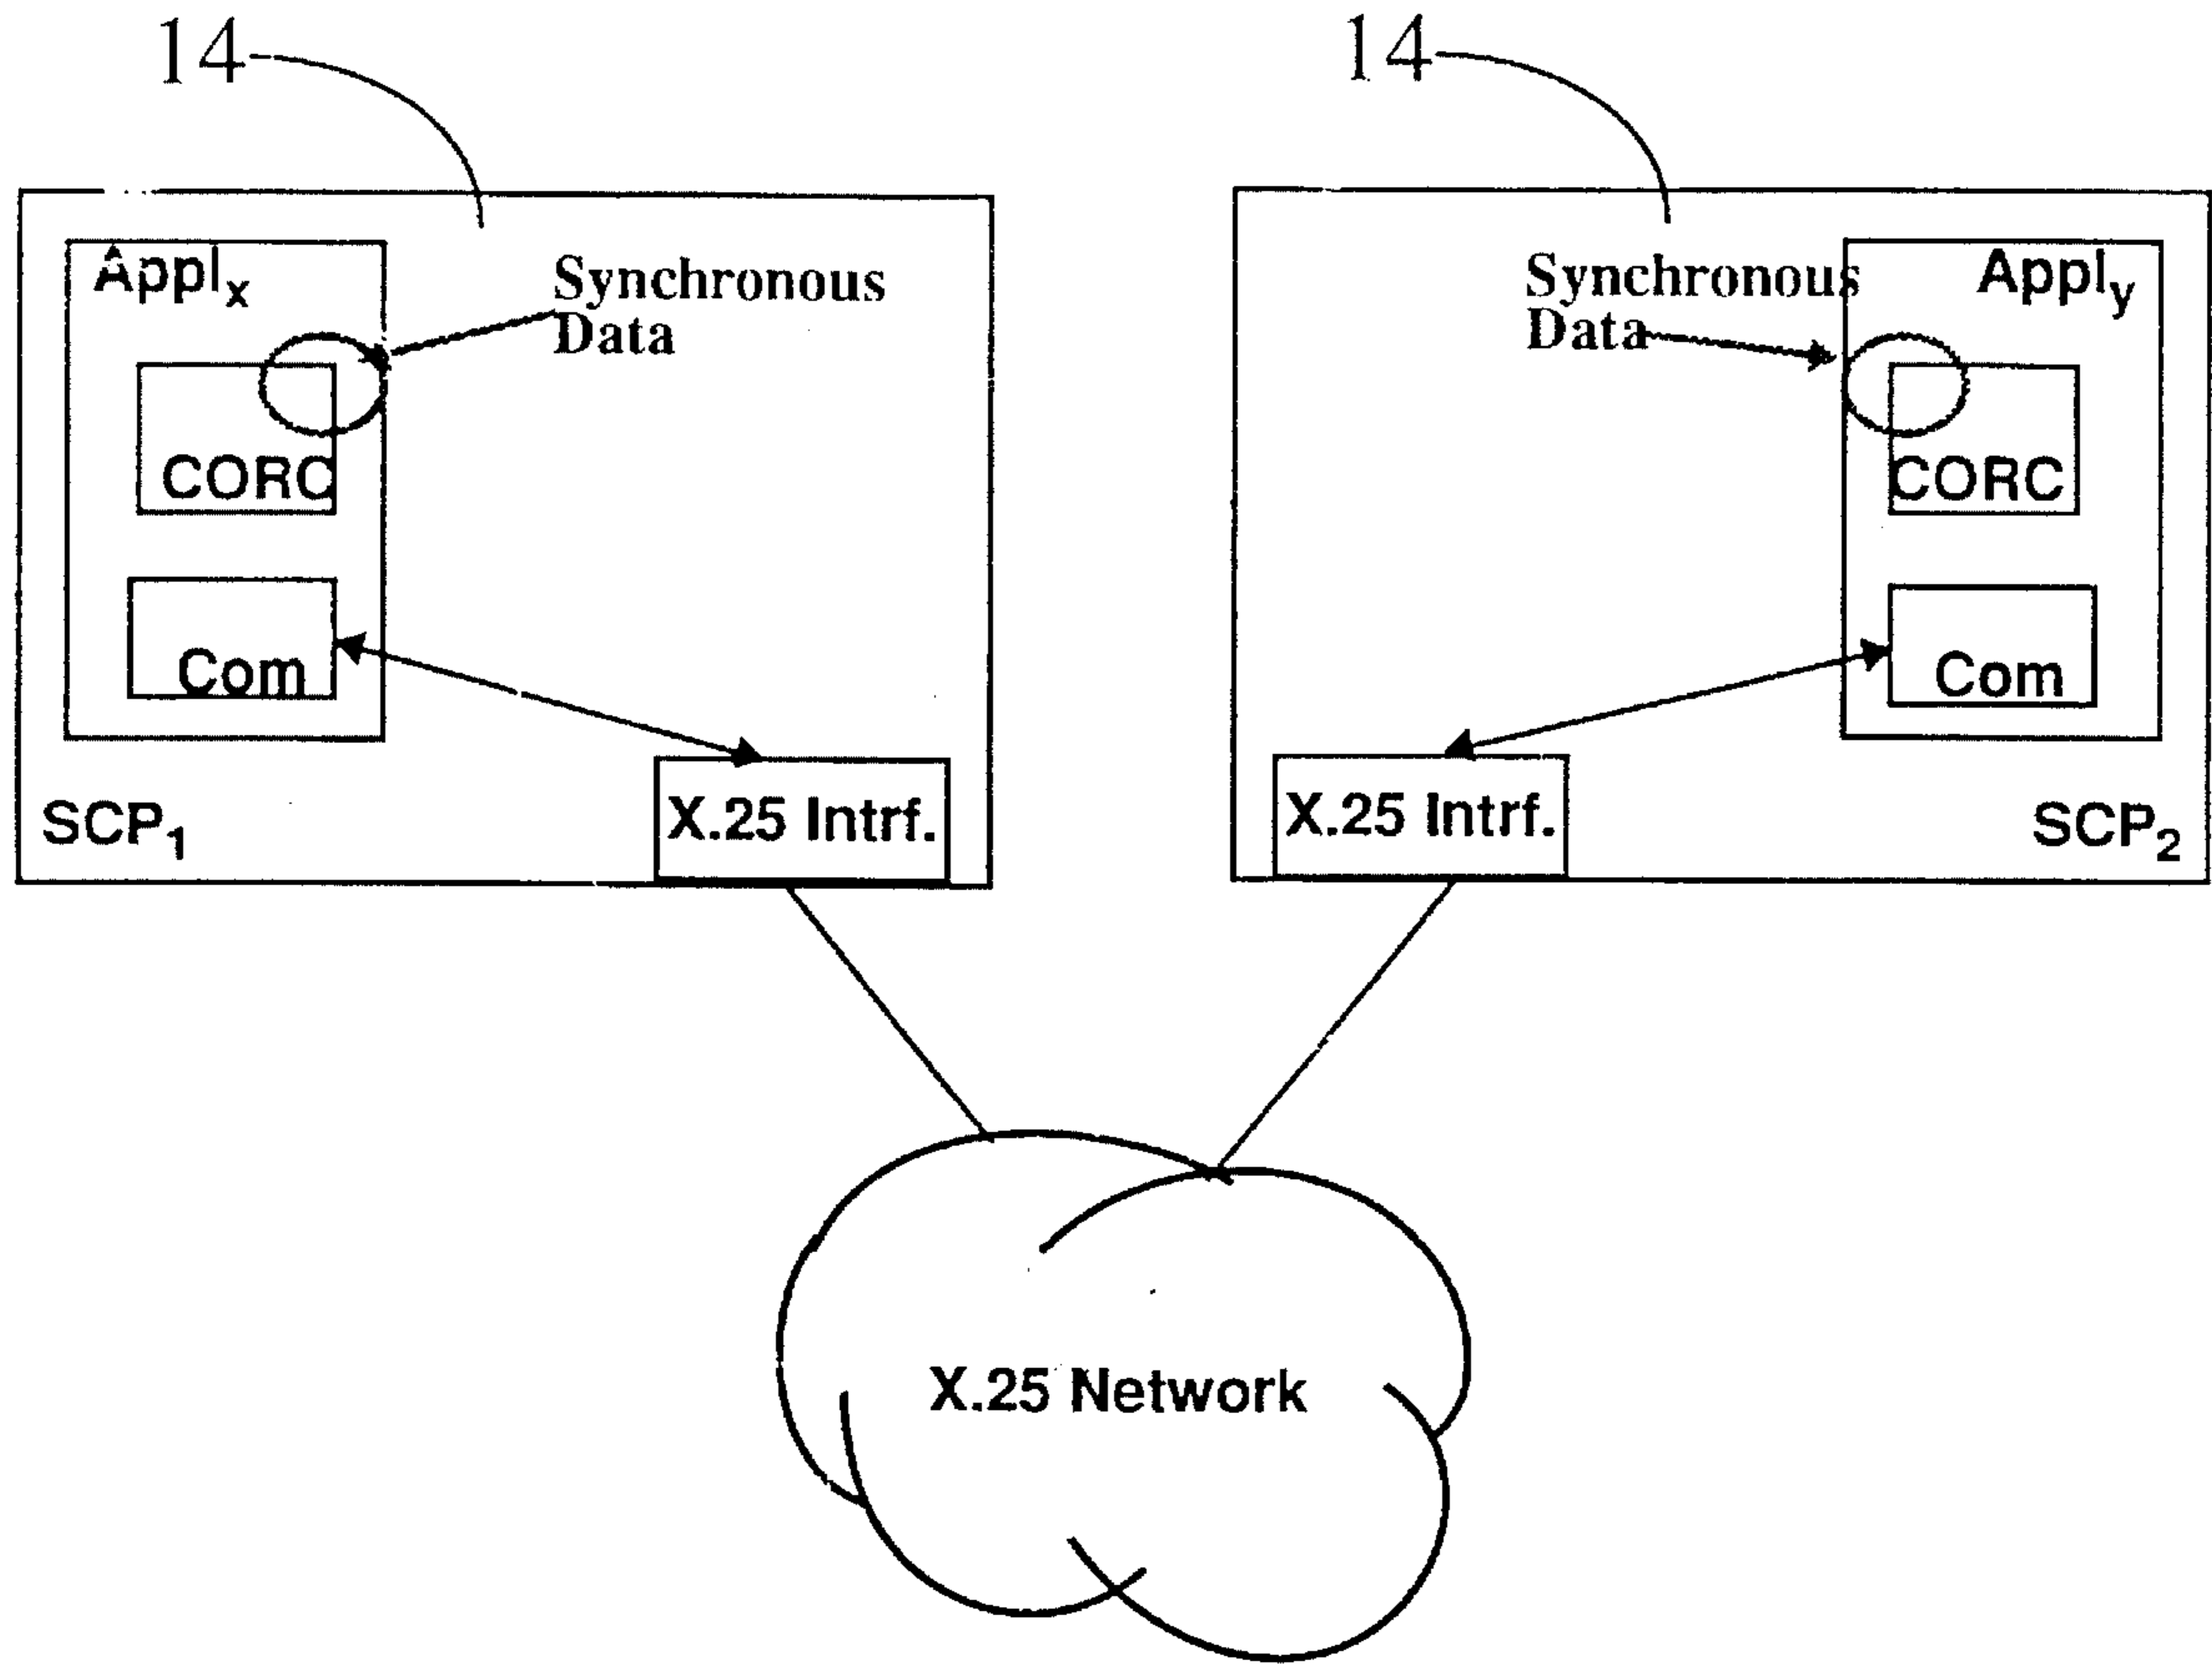 14
14
Applₓ
Synchronous
Data
CORC
Com
X.25 Intrf.
SCP₁
Synchronous
Data
Appl_y
CORC
Com
X.25 Intrf.
SCP₂
X.25 Network